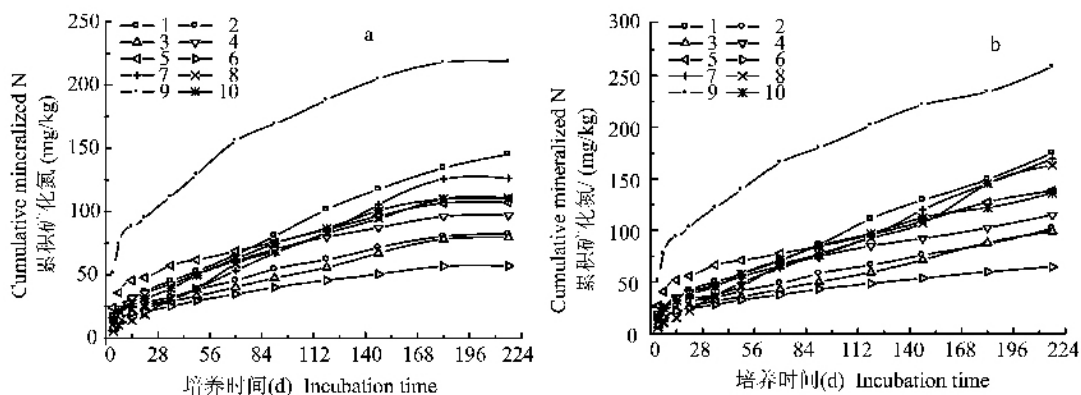 250
200
150
100
50
0
Cumulative mineralized N
累积矿化氮 (mg/kg)
1 2
3 4
5 6
7 8
9 10
a
0 28 56 84 112 140 168 196 224
培养时间(d) Incubation time
300
250
200
150
100
50
0
Cumulative mineralized N
累积矿化氮/ (mg/kg)
1 2
3 4
5 6
7 8
9 10
b
0 28 56 84 112 140 168 196 224
培养时间(d) Incubation time